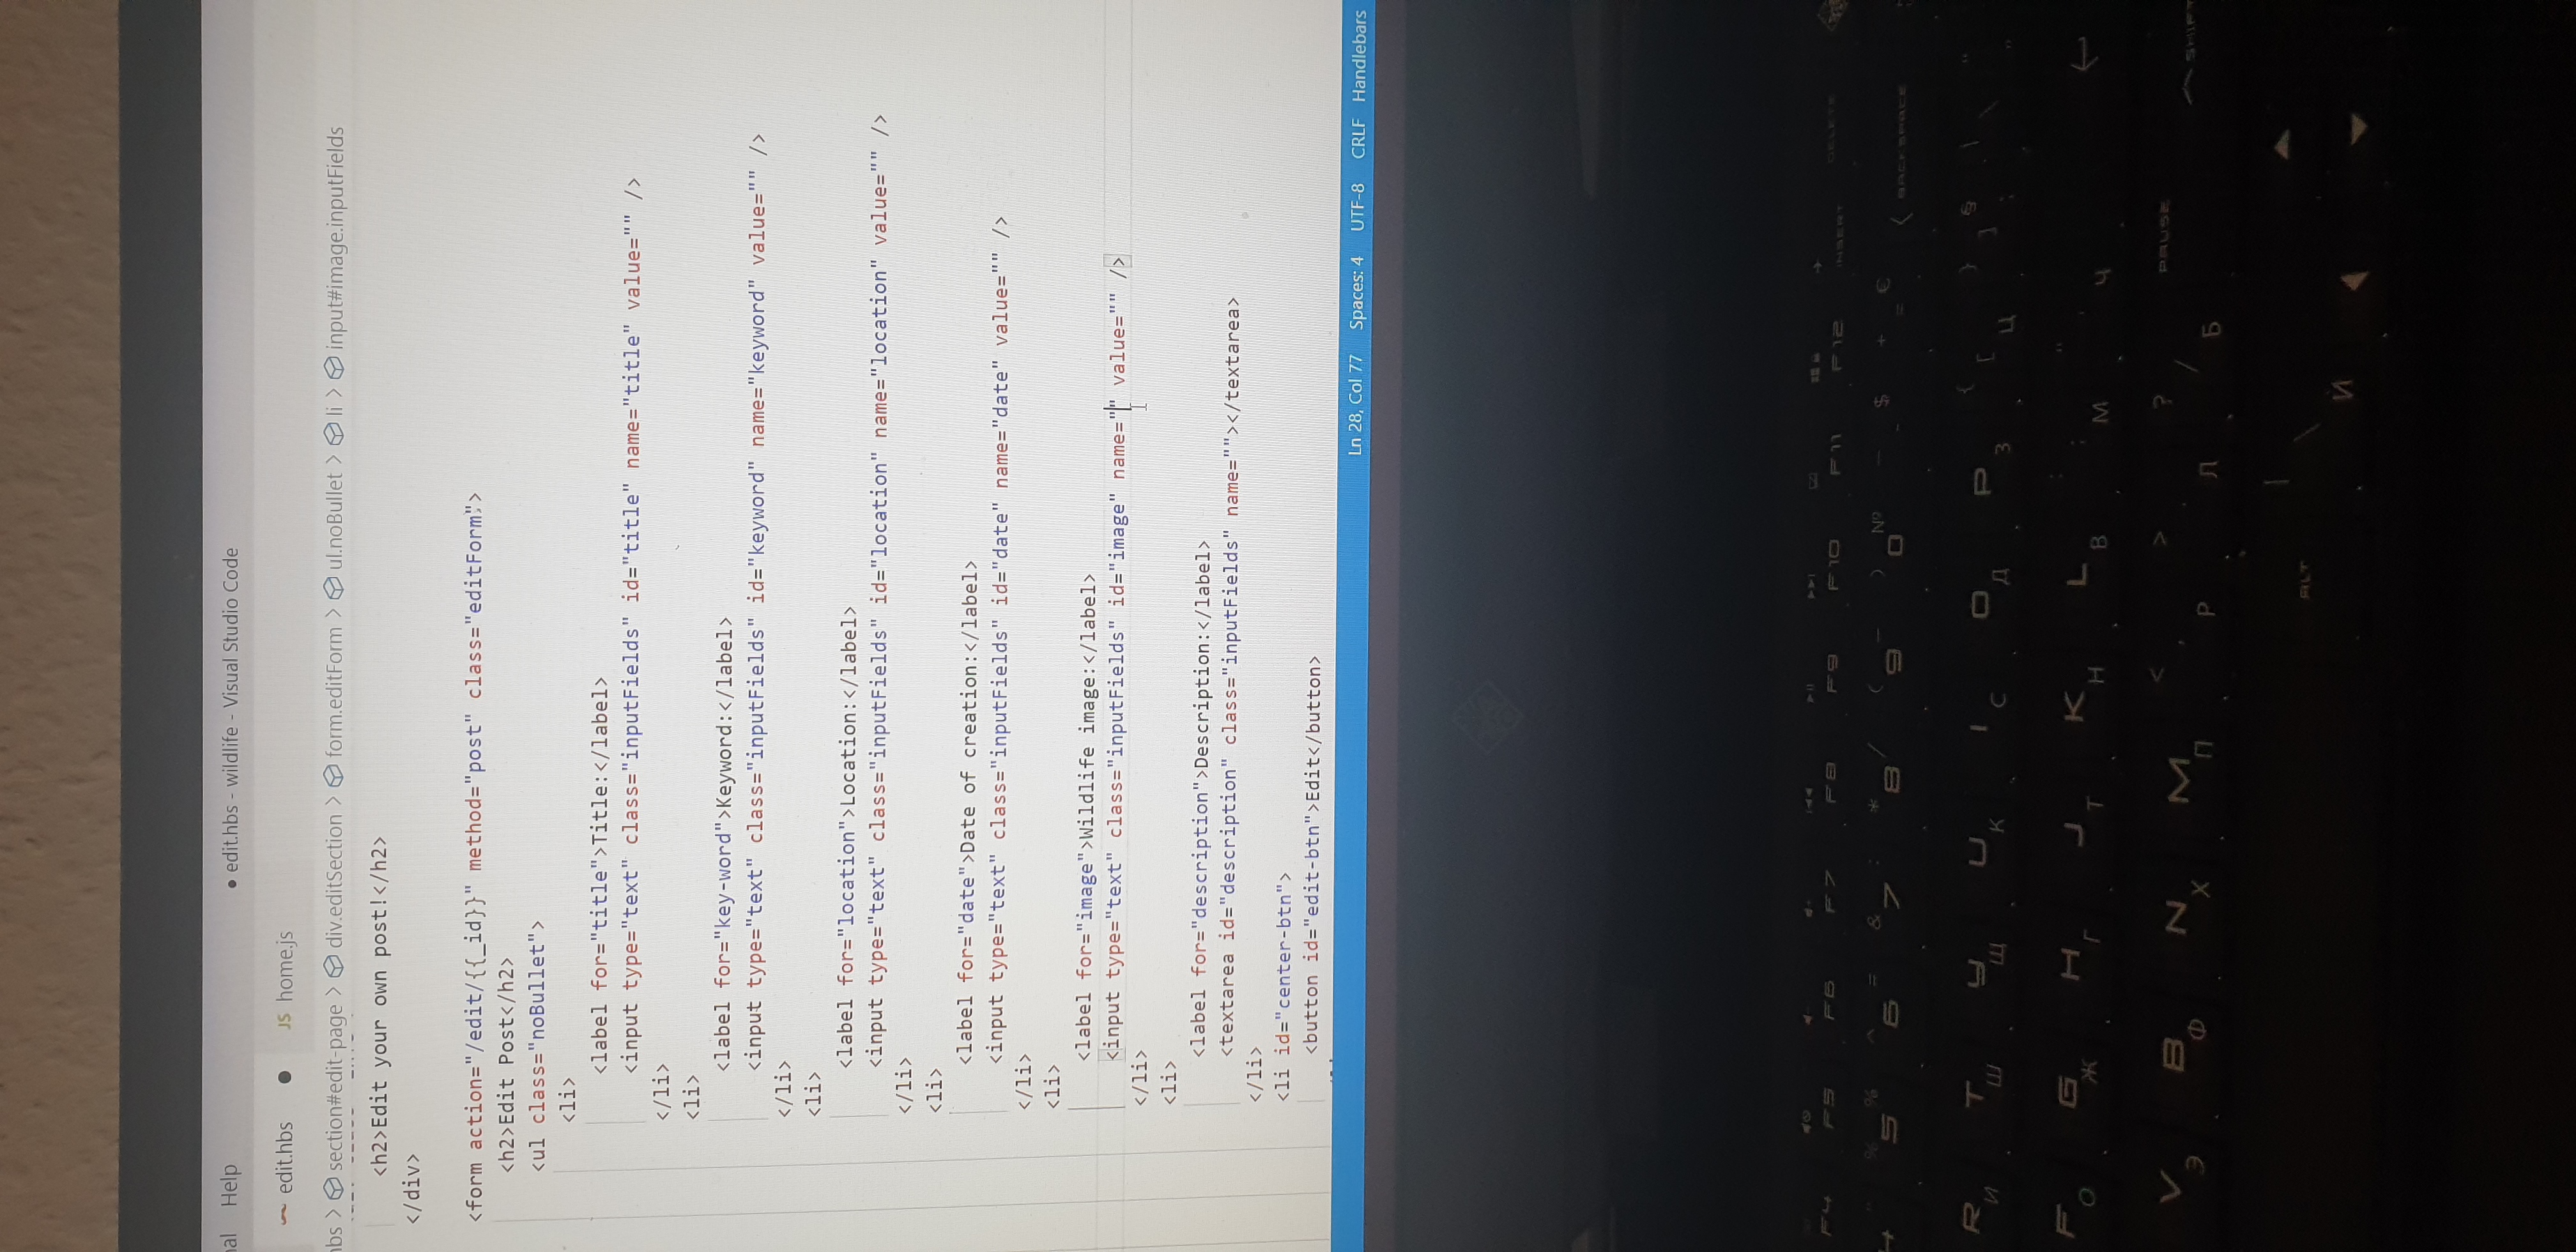 al Help
edit.hbs - wildlife - Visual Studio Code
edit.hbs JS home.js
bs > section#edit-page > div.editSection > form.editForm > ul.noBullet > li > input#image.inputFields
<h2>Edit your own post!</h2>
</div>
<form action="/edit/{{_id}}" method="post" class="editForm">
<h2>Edit Post</h2>
<ul class="noBullet">
<li>
<label for="title">Title:</label>
<input type="text" class="inputFields" id="title" name="title" value="" />
</li>
<li>
<label for="key-word">Keyword:</label>
<input type="text" class="inputFields" id="keyword" name="keyword" value="" />
</li>
<li>
<label for="location">Location:</label>
<input type="text" class="inputFields" id="location" name="location" value="" />
</li>
<li>
<label for="date">Date of creation:</label>
<input type="text" class="inputFields" id="date" name="date" value="" />
</li>
<li>
<label for="image">Wildlife image:</label>
<input type="text" class="inputFields" id="image" name="" value="" />
</li>
<li>
<label for="description">Description:</label>
<textarea id="description" class="inputFields" name=""></textarea>
</li>
<li id="center-btn">
<button id="edit-btn">Edit</button>
Ln 28, Col 77 Spaces: 4 UTF-8 CRLF Handlebars
F4 F5 F6 F7 F8 F9 F10 F11 F12 INSERT DELETE
4 % 5 % ^ 6 = & 7 : * 8 / ( 9 - ) 0 № - $ + = € BACKSPACE
R И T Ш Y Щ U К I С O Д P З { [ Ц } ] § ; | \
F О G Ж H Г J Т K Н L В : ; М " ' Ч
V Э B Ф N Х M П < , Р > Л ? / Б PAUSE SHIFT
ALT | \ Ѝ